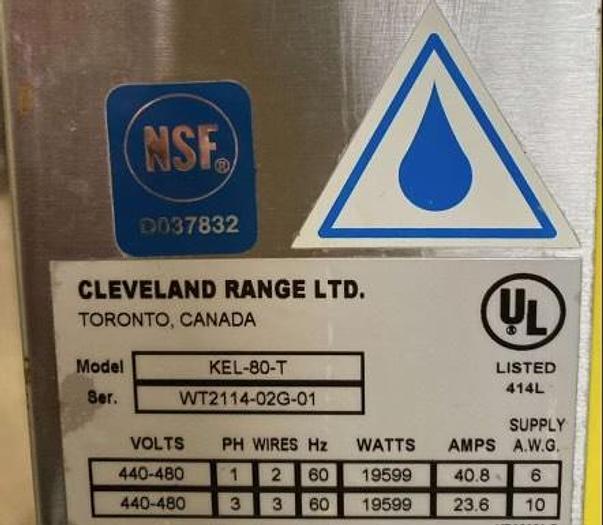 NSF®
D037832
CLEVELAND RANGE LTD.
TORONTO, CANADA
UL®
LISTED
414L
Model KEL-80-T
Ser. WT2114-02G-01
SUPPLY
VOLTS PH WIRES Hz WATTS AMPS A.W.G.
440-480 1 2 60 19599 40.8 6
440-480 3 3 60 19599 23.6 10